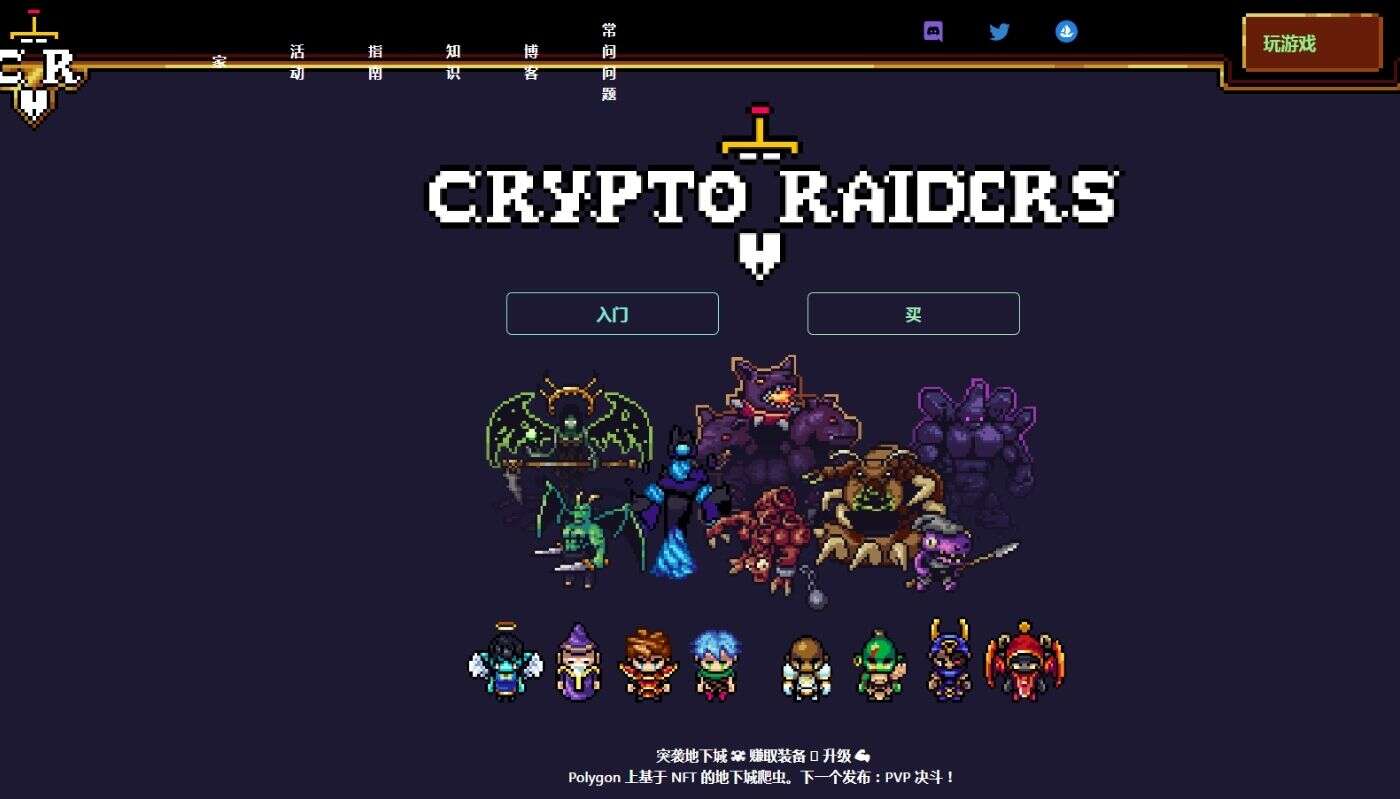 家
活动
指南
知识
博客
常问问题
玩游戏
C R
CRYPTO RAIDERS
入门
买
突袭地下城 ☠ 赚取装备 ▯ 升级 💪
Polygon 上基于 NFT 的地下城爬虫。下一个发布：PVP 决斗！